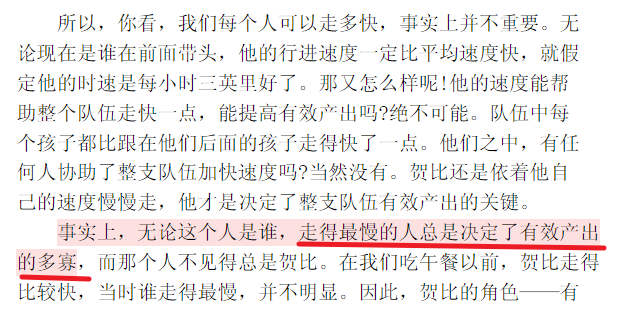 所以，你看，我们每个人可以走多快，事实上并不重要。无
论现在是谁在前面带头，他的行进速度一定比平均速度快，就假
定他的时速是每小时三英里好了。那又怎么样呢!他的速度能帮
助整个队伍走快一点，能提高有效产出吗?绝不可能。队伍中每
个孩子都比跟在他们后面的孩子走得快了一点。他们之中，有任
何人协助了整支队伍加快速度吗?当然没有。贺比还是依着他自
己的速度慢慢走，他才是决定了整支队伍有效产出的关键。
事实上，无论这个人是谁，走得最慢的人总是决定了有效产出
的多寡，而那个人不见得总是贺比。在我们吃午餐以前，贺比走得
比较快，当时谁走得最慢，并不明显。因此，贺比的角色——有